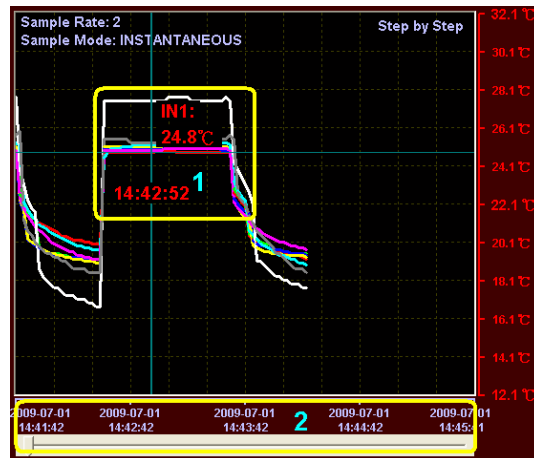 Sample Rate: 2
Sample Mode: INSTANTANEOUS
Step by Step
32.1℃
30.1℃
28.1℃
26.1℃
24.1℃
22.1℃
20.1℃
18.1℃
16.1℃
14.1℃
12.1℃
IN1:
24.8℃
1
14:42:52
2009-07-01 2009-07-01 2009-07-01 2009-07-01 2009-07-01
14:41:42 14:42:42 14:43:42 14:44:42 14:45:41
2